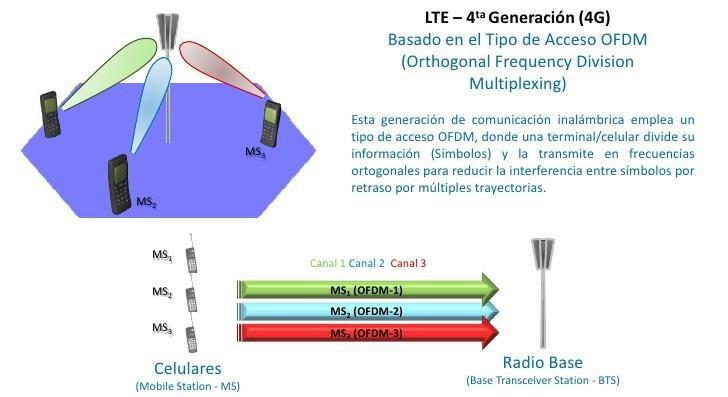 LTE – 4ta Generación (4G)
Basado en el Tipo de Acceso OFDM
(Orthogonal Frequency Division
Multiplexing)
Esta generación de comunicación inalámbrica emplea un
tipo de acceso OFDM, donde una terminal/celular divide su
información (Símbolos) y la transmite en frecuencias
ortogonales para reducir la interferencia entre símbolos por
retraso por múltiples trayectorias.
MS3
MS2
MS1
MS2
MS3
Canal 1 Canal 2 Canal 3
MS1 (OFDM-1)
MS2 (OFDM-2)
MS3 (OFDM-3)
Celulares
(Mobile Station - MS)
Radio Base
(Base Transceiver Station - BTS)